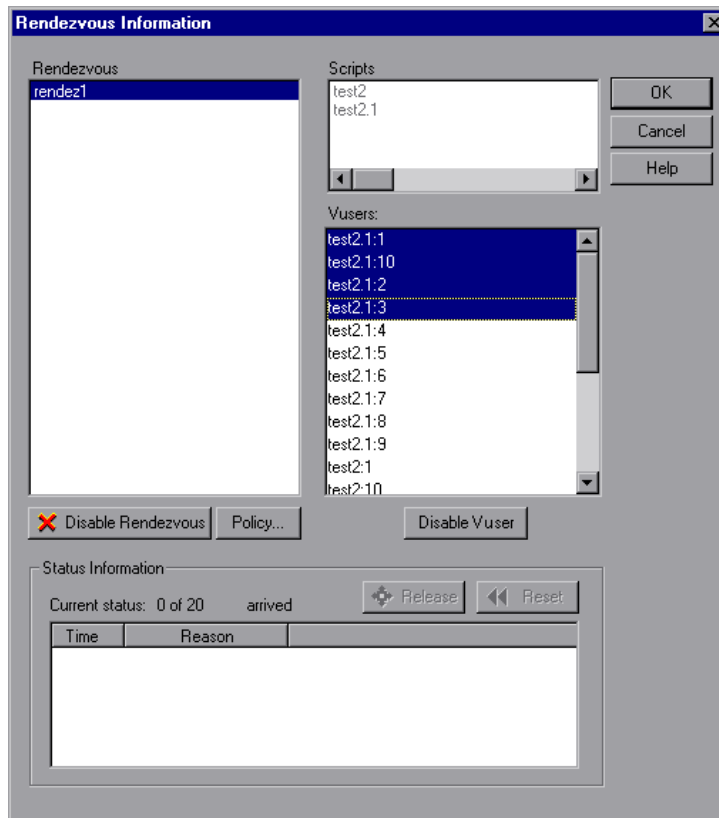 Rendezvous Information
Rendezvous
rendez1
Scripts
test2
test2.1
OK
Cancel
Help
Vusers:
test2.1:1
test2.1:10
test2.1:2
test2.1:3
test2.1:4
test2.1:5
test2.1:6
test2.1:7
test2.1:8
test2.1:9
test2:1
test2:10
Disable Rendezvous
Policy...
Disable Vuser
Status Information
Current status: 0 of 20 arrived
Release
Reset
Time Reason